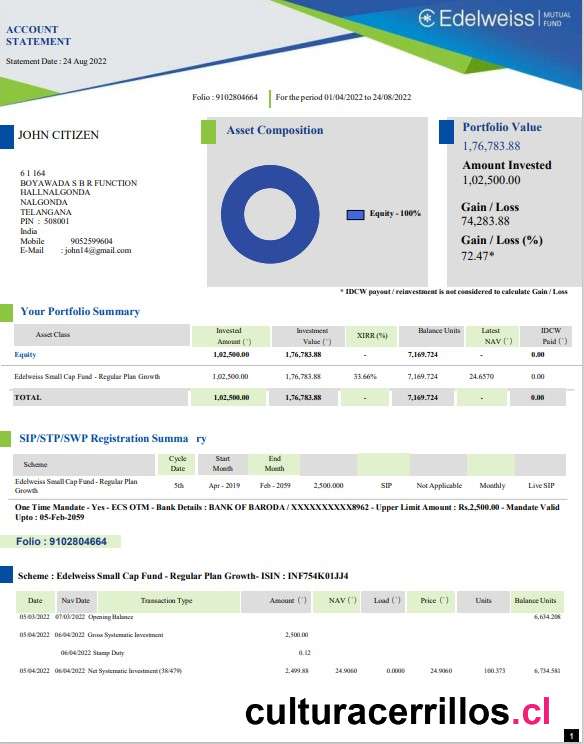 ACCOUNT
STATEMENT
Statement Date : 24 Aug 2022
Edelweiss | MUTUAL FUND
Folio : 9102804664 | For the period 01/04/2022 to 24/08/2022
JOHN CITIZEN
6 1 164
BOYAWADA S B R FUNCTION
HALLNALGONDA
NALGONDA
TELANGANA
PIN : 508001
India
Mobile 9052599604
E-Mail : john14@gmail.com
Asset Composition
Equity - 100%
Portfolio Value
1,76,783.88
Amount Invested
1,02,500.00
Gain / Loss
74,283.88
Gain / Loss (%)
72.47*
* IDCW payout / reinvestment is not considered to calculate Gain / Loss
Your Portfolio Summary
Asset Class Invested Amount (`) Investment Value (`) XIRR (%) Balance Units Latest NAV (`) IDCW Paid (`)
Equity 1,02,500.00 1,76,783.88 - 7,169.724 - 0.00
Edelweiss Small Cap Fund - Regular Plan Growth 1,02,500.00 1,76,783.88 33.66% 7,169.724 24.6570 0.00
TOTAL 1,02,500.00 1,76,783.88 - 7,169.724 - 0.00
SIP/STP/SWP Registration Summa ry
Scheme Cycle Date Start Month End Month
Edelweiss Small Cap Fund - Regular Plan Growth 5th Apr - 2019 Feb - 2059 2,500.000 SIP Not Applicable Monthly Live SIP
One Time Mandate - Yes - ECS OTM - Bank Details : BANK OF BARODA / XXXXXXXXXX8962 - Upper Limit Amount : Rs.2,500.00 - Mandate Valid
Upto : 05-Feb-2059
Folio : 9102804664
Scheme : Edelweiss Small Cap Fund - Regular Plan Growth- ISIN : INF754K01JJ4
Date Nav Date Transaction Type Amount (`) NAV (`) Load (`) Price (`) Units Balance Units
05/03/2022 07/03/2022 Opening Balance 6,634.208
05/04/2022 06/04/2022 Gross Systematic Investment 2,500.00
06/04/2022 Stamp Duty 0.12
05/04/2022 06/04/2022 Net Systematic Investment (38/479) 2,499.88 24.9060 0.0000 24.9060 100.373 6,734.581
culturacerrillos.cl
1